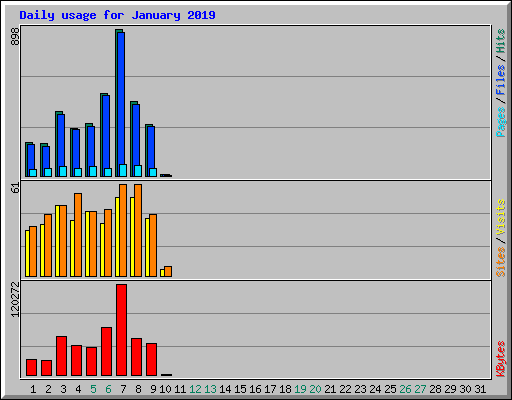 Daily usage for January 2019
898
Pages / Files / Hits
61
Sites / Visits
120272
KBytes
1 2 3 4 5 6 7 8 9 10 11 12 13 14 15 16 17 18 19 20 21 22 23 24 25 26 27 28 29 30 31